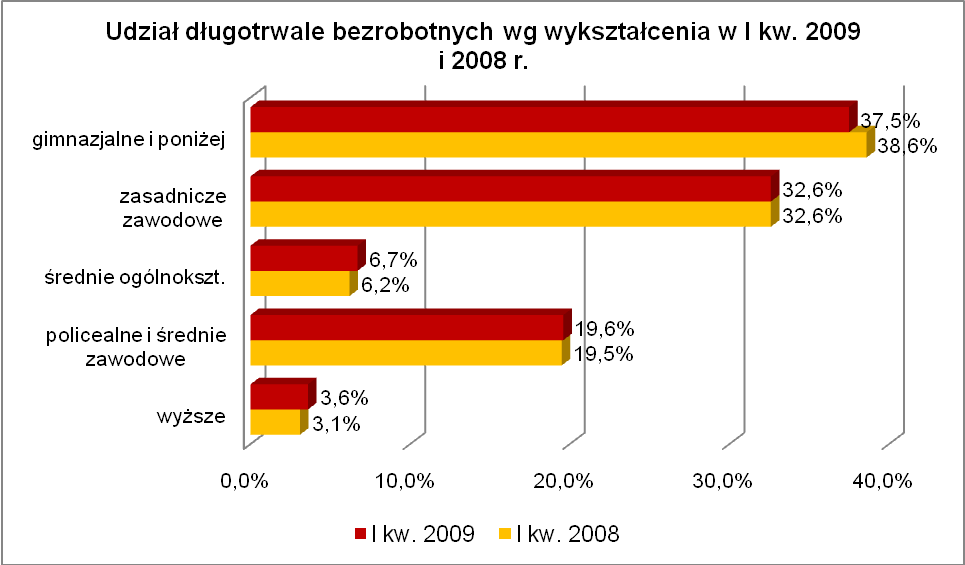 Udział długotrwale bezrobotnych wg wykształcenia w I kw. 2009
i 2008 r.
gimnazjalne i poniżej
37,5%
38,6%
zasadnicze
zawodowe
32,6%
32,6%
średnie ogólnokszt.
6,7%
6,2%
policealne i średnie
zawodowe
19,6%
19,5%
wyższe
3,6%
3,1%
0,0% 10,0% 20,0% 30,0% 40,0%
I kw. 2009 I kw. 2008